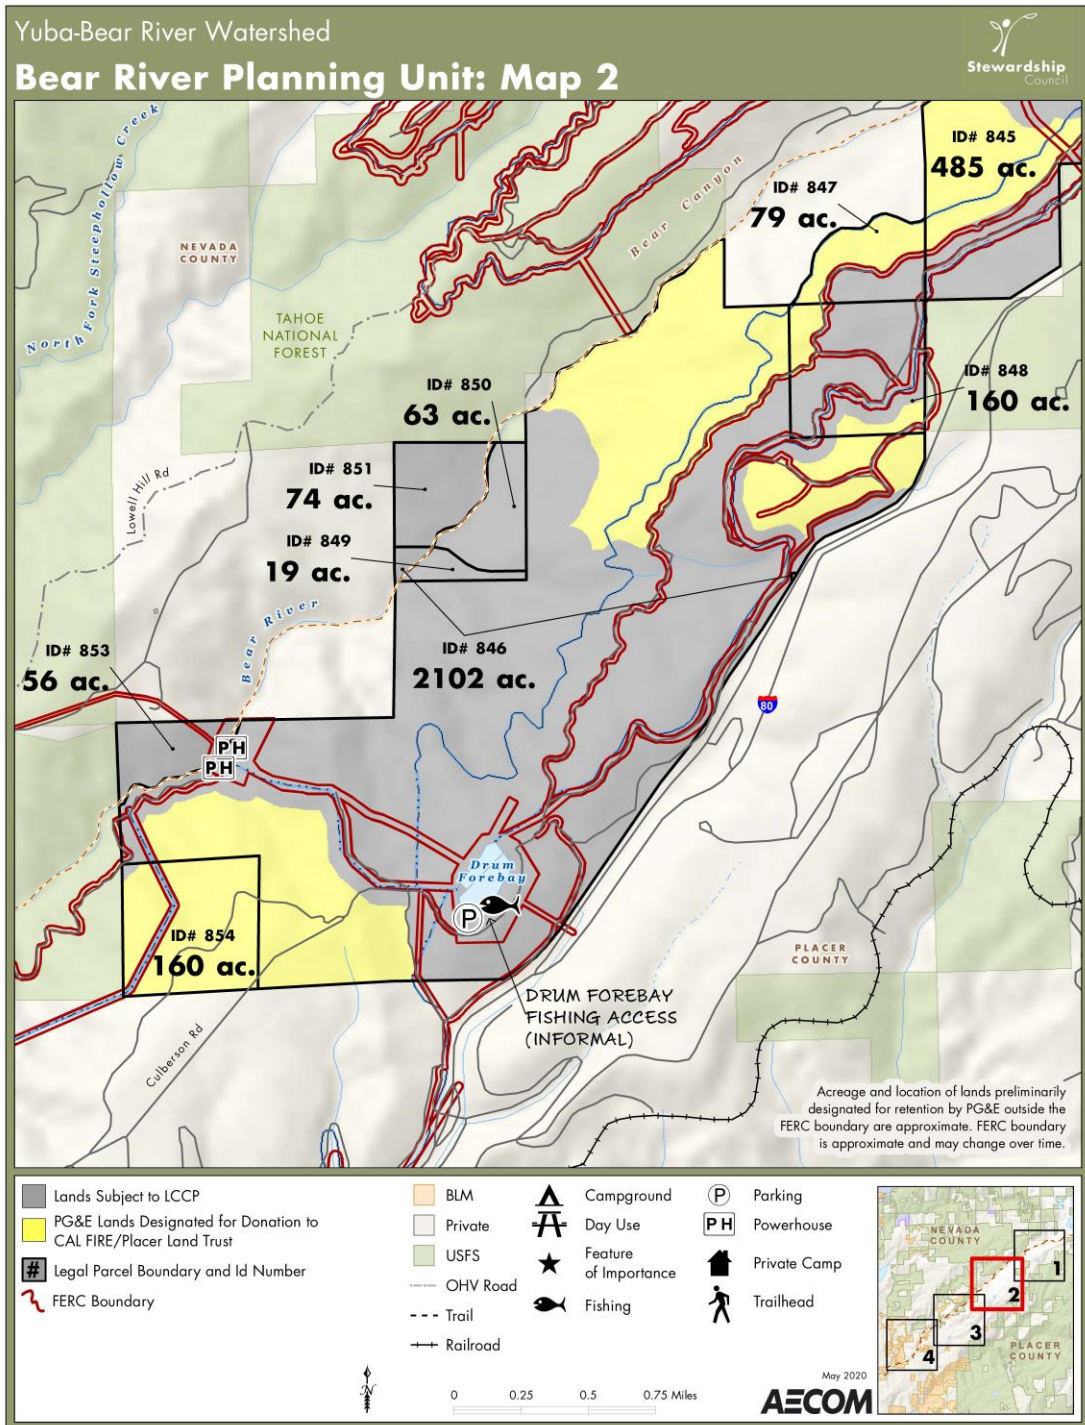 Yuba-Bear River Watershed
Bear River Planning Unit: Map 2
Stewardship
Council
North Fork Steephollow Creek
NEVADA
COUNTY
TAHOE
NATIONAL
FOREST
Bear Canyon
ID# 845
485 ac.
ID# 847
79 ac.
ID# 848
160 ac.
ID# 850
63 ac.
ID# 851
74 ac.
ID# 849
19 ac.
Lowell Hill Rd
Bear River
ID# 846
2102 ac.
ID# 853
56 ac.
80
PH
PH
Drum
Forebay
P
ID# 854
160 ac.
PLACER
COUNTY
DRUM FOREBAY
FISHING ACCESS
(INFORMAL)
Culberson Rd
Acreage and location of lands preliminarily
designated for retention by PG&E outside the
FERC boundary are approximate. FERC boundary
is approximate and may change over time.
Lands Subject to LCCP
PG&E Lands Designated for Donation to
CAL FIRE/Placer Land Trust
# Legal Parcel Boundary and Id Number
FERC Boundary
BLM
Private
USFS
OHV Road
Trail
Railroad
Campground
Day Use
Feature
of Importance
Fishing
P Parking
PH Powerhouse
Private Camp
Trailhead
NEVADA
COUNTY
1
2
3
4
PLACER
COUNTY
N
0 0.25 0.5 0.75 Miles
May 2020
AECOM